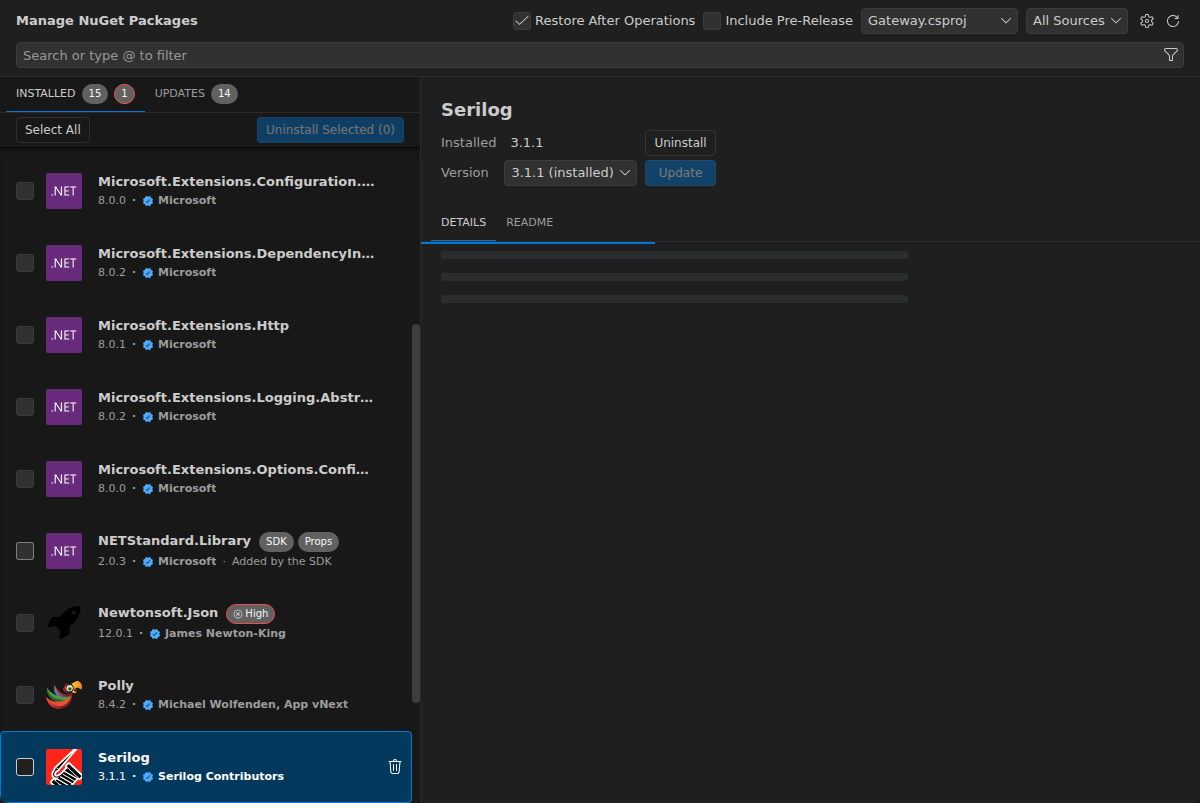 Manage NuGet Packages
Restore After Operations
Include Pre-Release
Gateway.csproj
All Sources
Search or type @ to filter
INSTALLED 15 1 UPDATES 14
Select All
Uninstall Selected (0)
.NET
Microsoft.Extensions.Configuration....
8.0.0 · Microsoft
.NET
Microsoft.Extensions.DependencyIn...
8.0.2 · Microsoft
.NET
Microsoft.Extensions.Http
8.0.1 · Microsoft
.NET
Microsoft.Extensions.Logging.Abstr...
8.0.2 · Microsoft
.NET
Microsoft.Extensions.Options.Confi...
8.0.0 · Microsoft
.NET
NETStandard.Library SDK Props
2.0.3 · Microsoft · Added by the SDK
Newtonsoft.Json High
12.0.1 · James Newton-King
Polly
8.4.2 · Michael Wolfenden, App vNext
Serilog
3.1.1 · Serilog Contributors
Serilog
Installed 3.1.1 Uninstall
Version 3.1.1 (installed) Update
DETAILS README